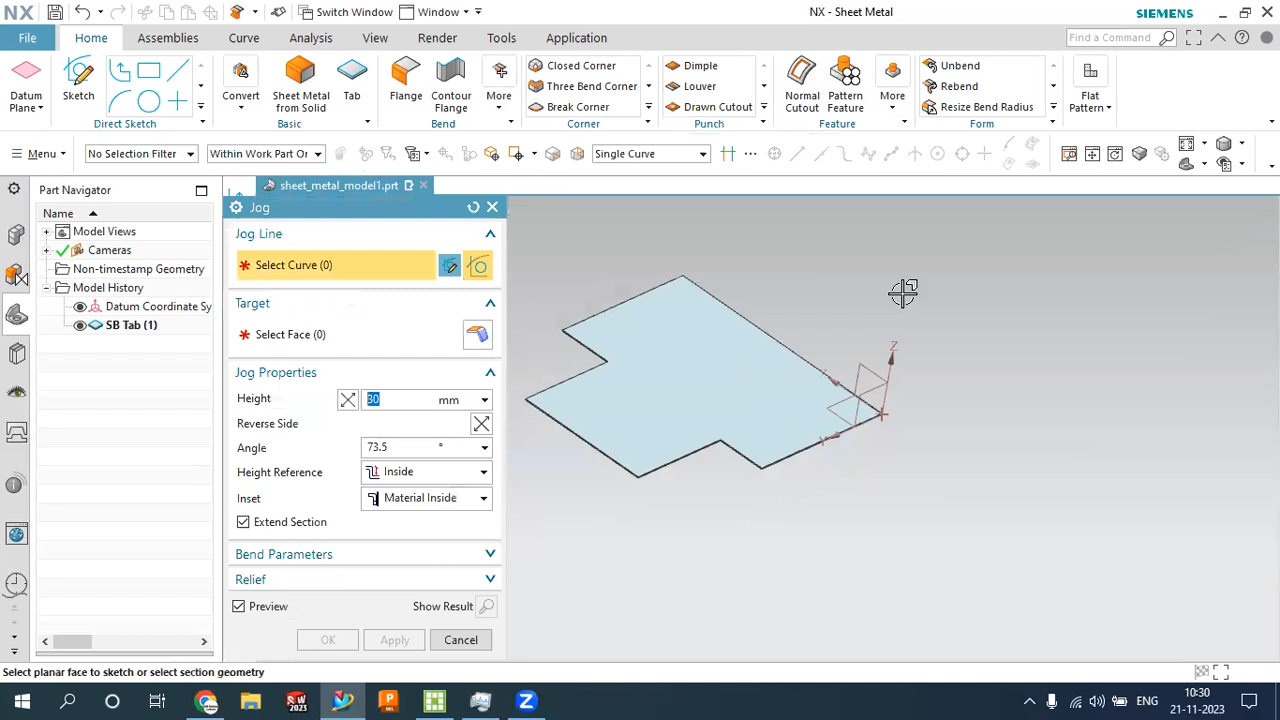 NX
Switch Window
Window
NX - Sheet Metal
SIEMENS
File
Home
Assemblies
Curve
Analysis
View
Render
Tools
Application
Find a Command
Datum Plane
Sketch
Direct Sketch
Convert
Sheet Metal from Solid
Tab
Basic
Flange
Contour Flange
More
Bend
Closed Corner
Three Bend Corner
Break Corner
Corner
Dimple
Louver
Drawn Cutout
Punch
Normal Cutout
Pattern Feature
More
Feature
Unbend
Rebend
Resize Bend Radius
Form
Flat Pattern
Menu
No Selection Filter
Within Work Part On
Single Curve
Part Navigator
sheet_metal_model1.prt
Name
Model Views
Cameras
Non-timestamp Geometry
Model History
Datum Coordinate Sy
SB Tab (1)
Jog
Jog Line
* Select Curve (0)
Target
* Select Face (0)
Jog Properties
Height
30
mm
Reverse Side
Angle
73.5
°
Height Reference
Inside
Inset
Material Inside
Extend Section
Bend Parameters
Relief
Preview
Show Result
OK
Apply
Cancel
Z
Select planar face to sketch or select section geometry
ENG
10:30
21-11-2023